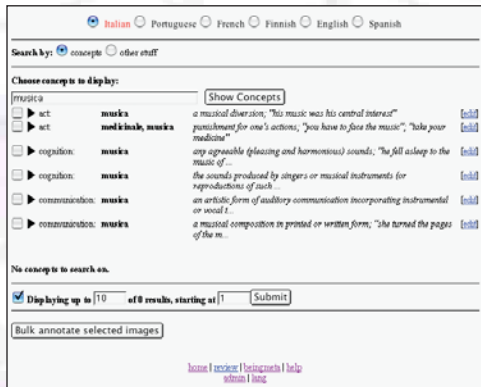 Italian Portuguese French Finnish English Spanish
Search by: concepts other stuff
Choose concepts to display:
musica Show Concepts
act: musica a musical diversion; "his music was his central interest" [edit]
act: medicinale, musica punishment for one's actions; "you have to face the music", "take your
medicine" [edit]
cognition: musica any agreeable (pleasing and harmonious) sounds; "he fell asleep to the
music of ... [edit]
cognition: musica the sounds produced by singers or musical instruments (or
reproductions of such ... [edit]
communication: musica an artistic form of auditory communication incorporating instrumental
or vocal t... [edit]
communication: musica a musical composition in printed or written form; "she turned the pages
of the m... [edit]
No concepts to search on.
Displaying up to 10 of 0 results, starting at 1 Submit
Bulk annotate selected images
home | review | beingmeta | help
admin | lang